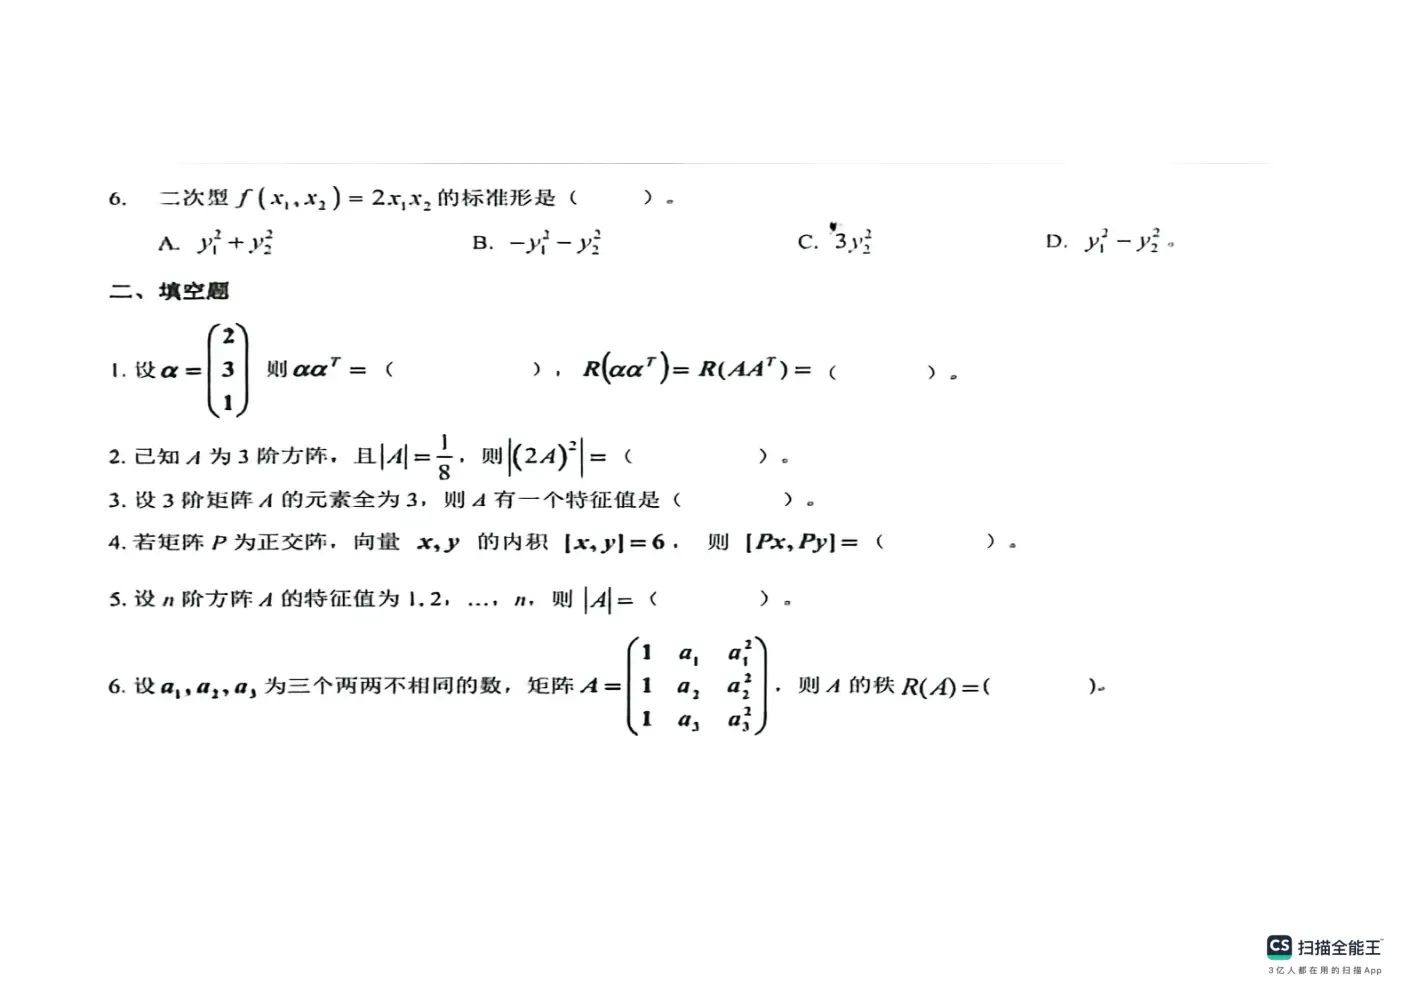 6. 二次型 f(x₁,x₂) = 2x₁x₂ 的标准形是（ ）。
A. y₁² + y₂² B. −y₁² − y₂² C. 3y₂² D. y₁² − y₂²。
二、填空题
1. 设 α = (2 3 1) 则 αα^T = （ ），R(αα^T) = R(AA^T) = （ ）。
2. 已知 A 为 3 阶方阵，且 |A| = 1/8，则 |(2A)²| = （ ）。
3. 设 3 阶矩阵 A 的元素全为 3，则 A 有一个特征值是（ ）。
4. 若矩阵 P 为正交阵，向量 x,y 的内积 [x,y]=6，则 [Px,Py]=（ ）。
5. 设 n 阶方阵 A 的特征值为 1，2，…，n，则 |A| = （ ）。
6. 设 a₁,a₂,a₃ 为三个两两不相同的数，矩阵 A = (1 a₁ a₁² 1 a₂ a₂² 1 a₃ a₃²)，则 A 的秩 R(A) =( )。
CS 扫描全能王
3亿人都在用的扫描App